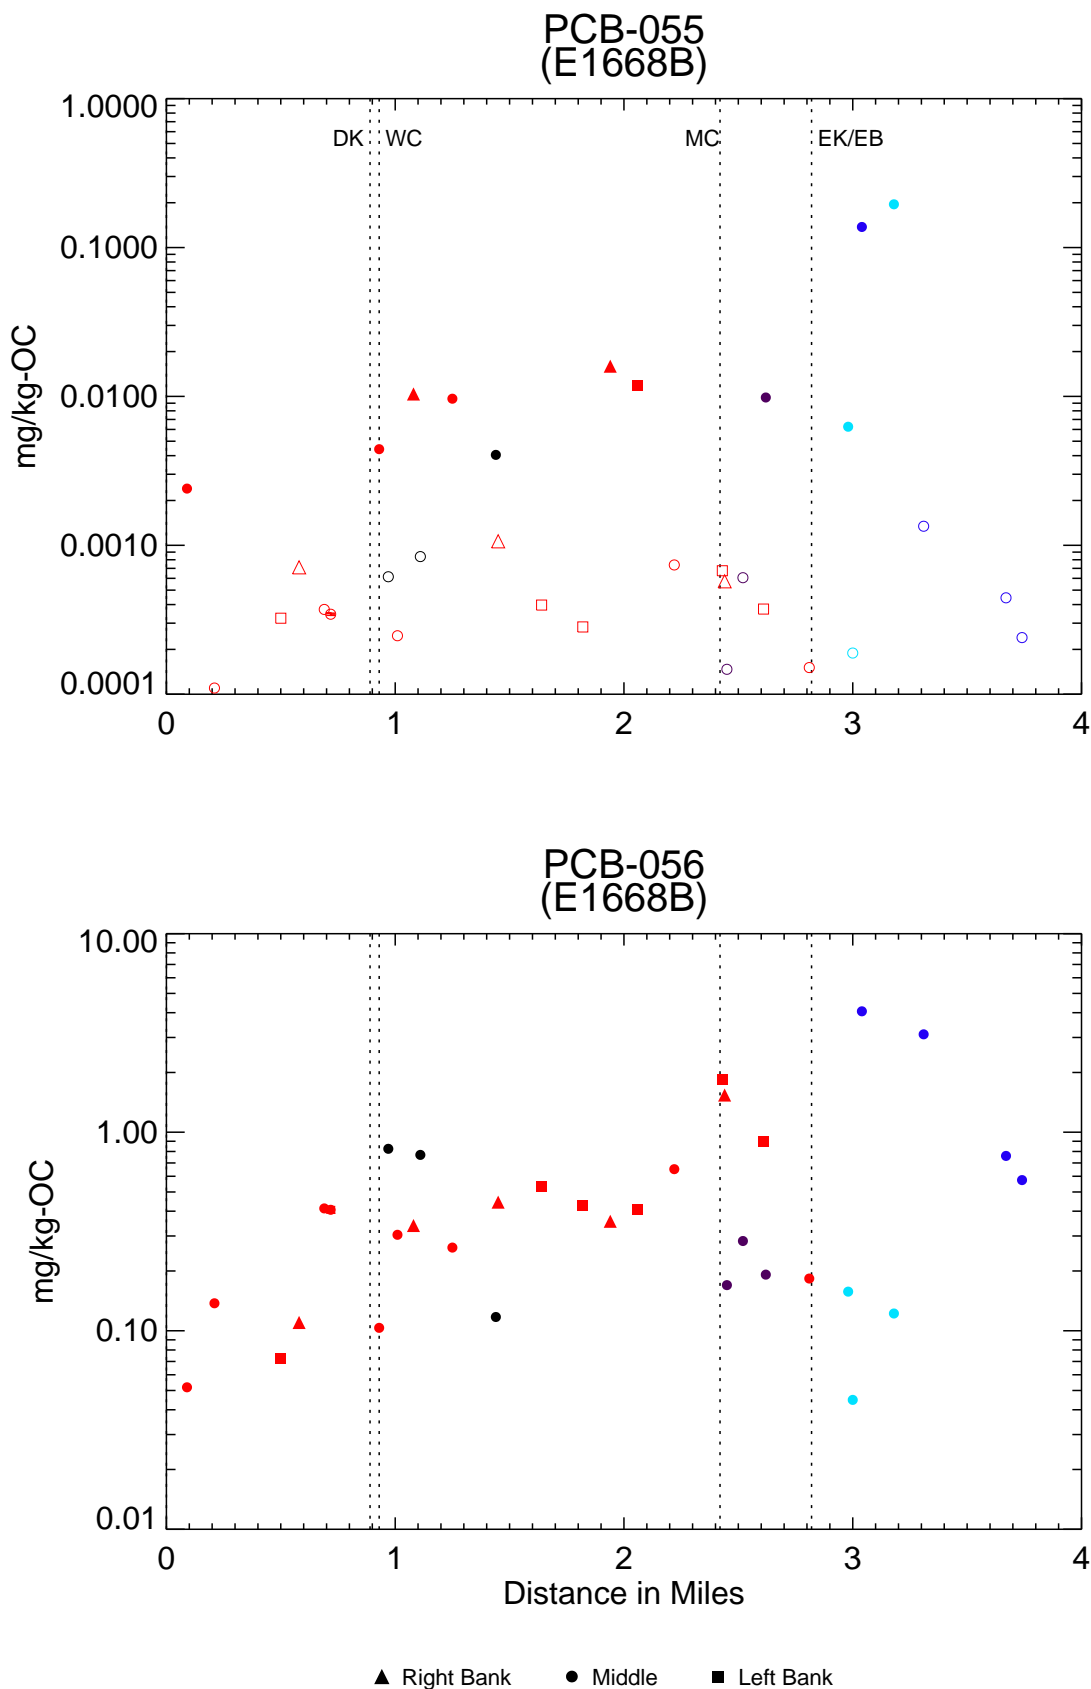 PCB-055
(E1668B)
1.0000
DK WC MC EK/EB
0.1000
mg/kg-OC
0.0100
0.0010
0.0001
0 1 2 3 4
PCB-056
(E1668B)
10.00
1.00
mg/kg-OC
0.10
0.01
0 1 2 3 4
Distance in Miles
Right Bank Middle Left Bank